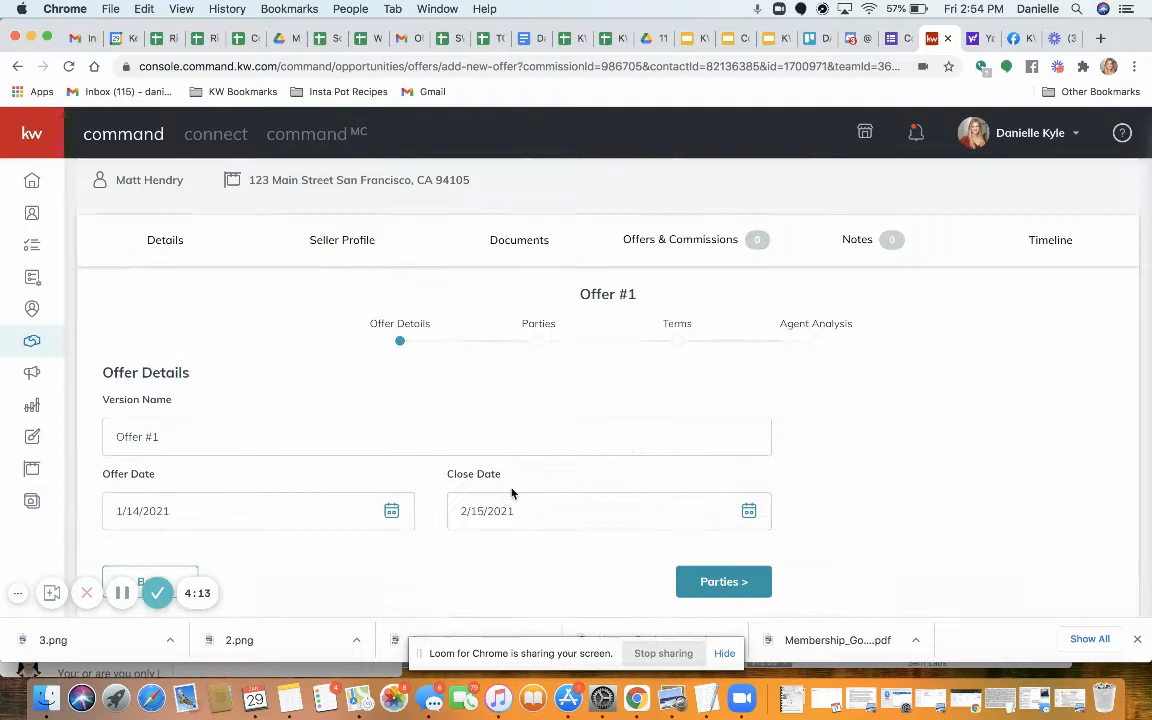 Chrome File Edit View History Bookmarks People Tab Window Help 57% Fri 2:54 PM Danielle
console.command.kw.com/command/opportunities/offers/add-new-offer?commissionId=986705&contactId=82136385&id=1700971&teamId=36...
Apps Inbox (115) - dani... KW Bookmarks Insta Pot Recipes Gmail Other Bookmarks
kw command connect command MC Danielle Kyle
Matt Hendry 123 Main Street San Francisco, CA 94105
Details Seller Profile Documents Offers & Commissions 0 Notes 0 Timeline
Offer #1
Offer Details Parties Terms Agent Analysis
Offer Details
Version Name
Offer #1
Offer Date Close Date
1/14/2021 2/15/2021
Parties >
4:13
3.png 2.png Membership_Go....pdf Show All
Loom for Chrome is sharing your screen. Stop sharing Hide
You: or are you only